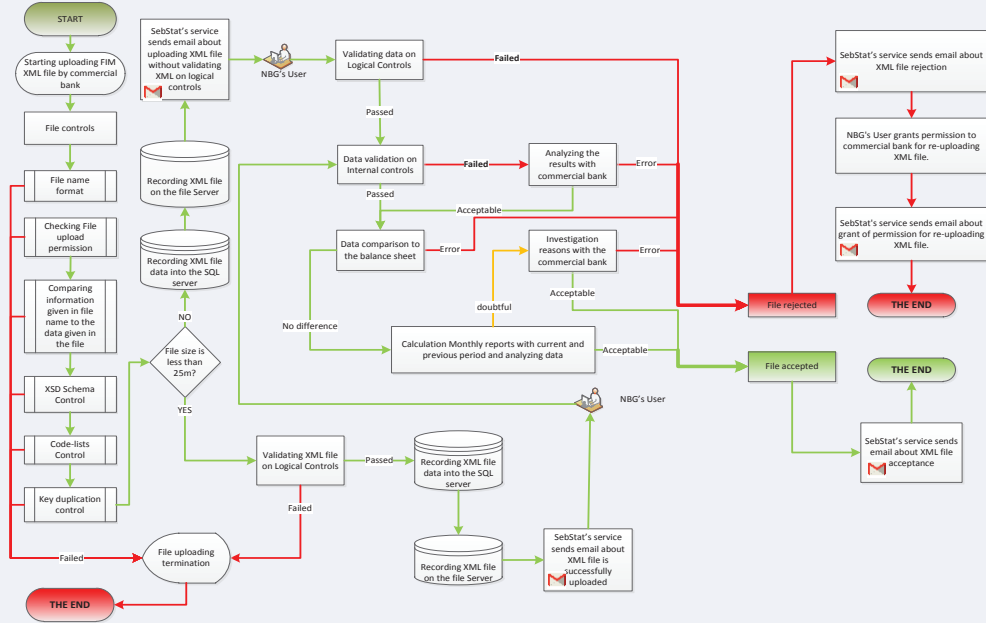 START
Starting uploading FIM
XML file by commercial
bank
File controls
File name
format
Checking File
upload
permission
Comparing
information
given in file
name to the
data given in
the file
XSD Schema
Control
Code-lists
Control
Key duplication
control
Failed
File uploading
termination
THE END
SebStat's service
sends email about
uploading XML file
without validating
XML on logical
controls
NBG's User
Recording XML file
on the file Server
Recording XML file
data into the SQL
server
NO
File size is
less than
25m?
YES
Validating XML file
on Logical Controls
Passed
Failed
Recording XML file
data into the SQL
server
Recording XML file
on the file Server
SebStat's service
sends email about
XML file is
successfully
uploaded
NBG's User
Validating data on
Logical Controls
Failed
Passed
Data validation on
Internal controls
Failed
Analyzing the
results with
commercial bank
Error
Passed
Acceptable
Data comparison to
the balance sheet
Error
Investigation
reasons with the
commercial bank
Error
Acceptable
doubtful
No difference
Calculation Monthly reports with current and
previous period and analyzing data
Acceptable
File rejected
SebStat's service sends email about
XML file rejection
NBG's User grants permission to
commercial bank for re-uploading
XML file.
SebStat's service sends email about
grant of permission for re-uploading
XML file.
THE END
File accepted
SebStat's service sends
email about XML file
acceptance
THE END